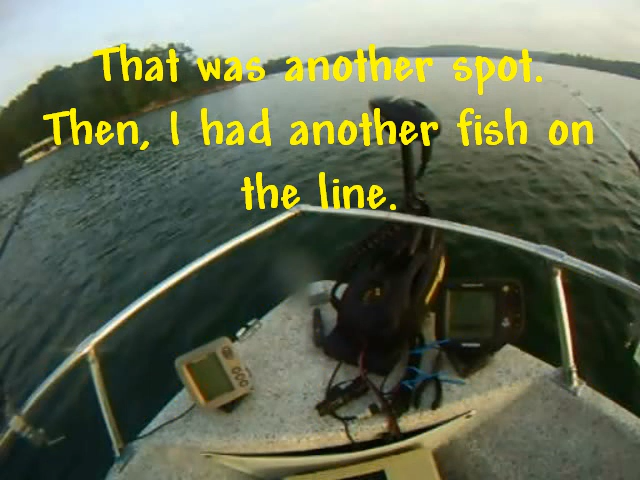 That was another spot.
Then, I had another fish on
the line.